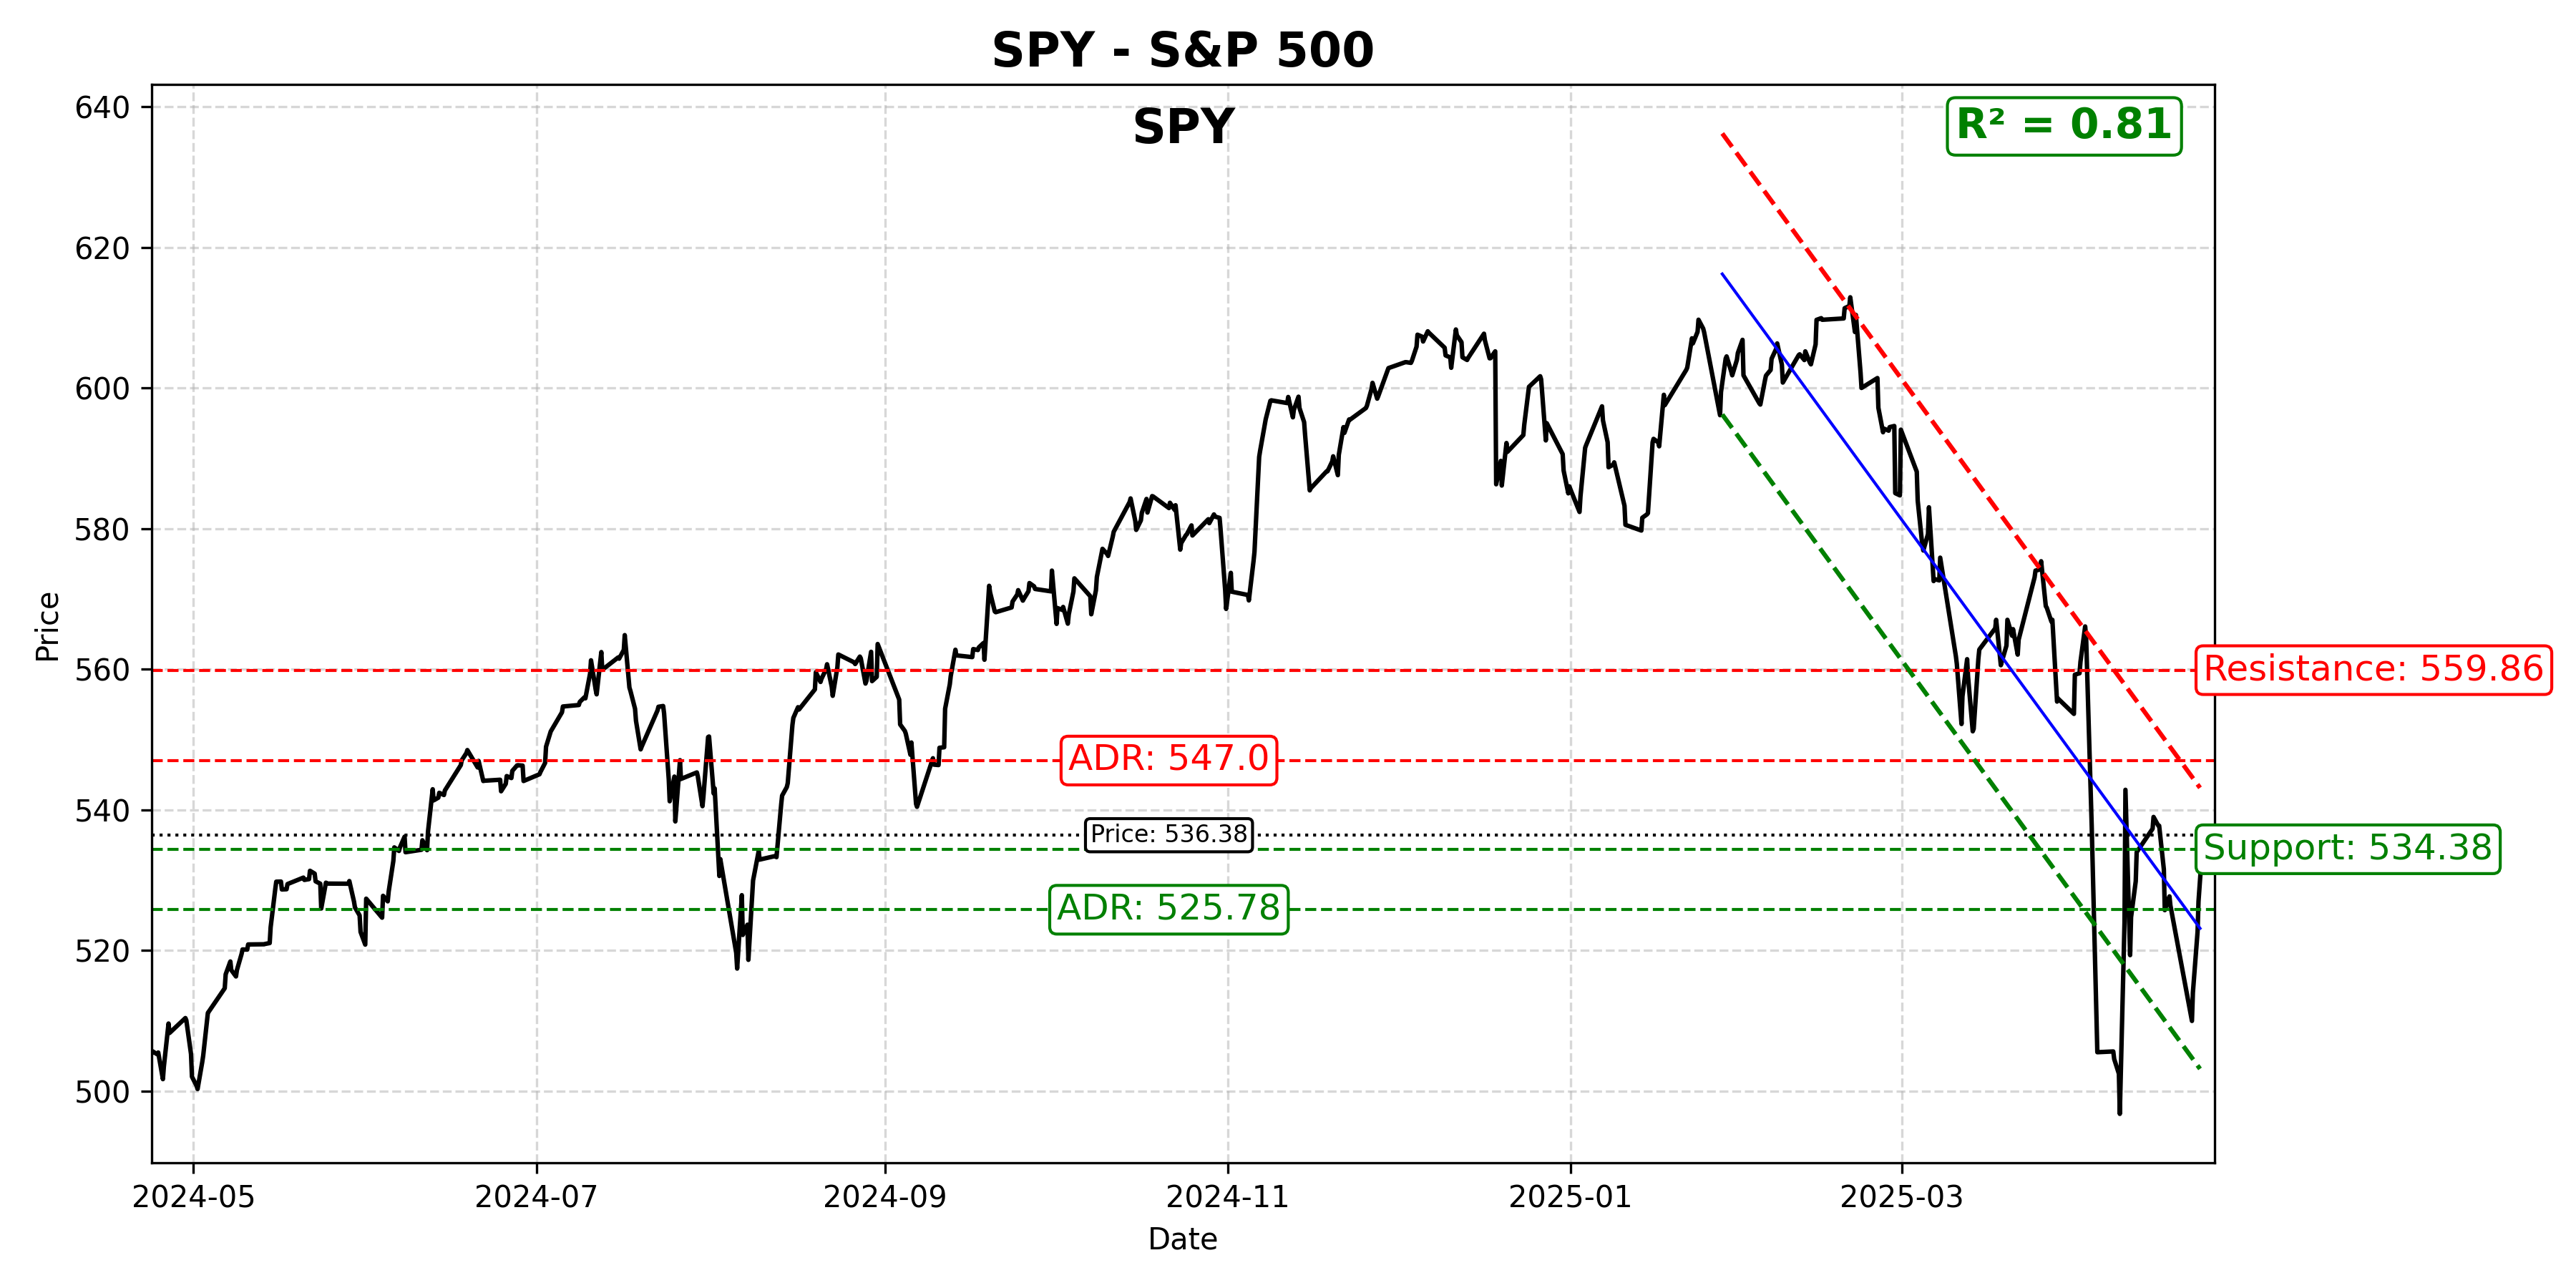 SPY - S&P 500
SPY
R² = 0.81
640
620
600
580
560
540
520
500
Price
Resistance: 559.86
ADR: 547.0
Price: 536.38
Support: 534.38
ADR: 525.78
2024-05
2024-07
2024-09
2024-11
2025-01
2025-03
Date